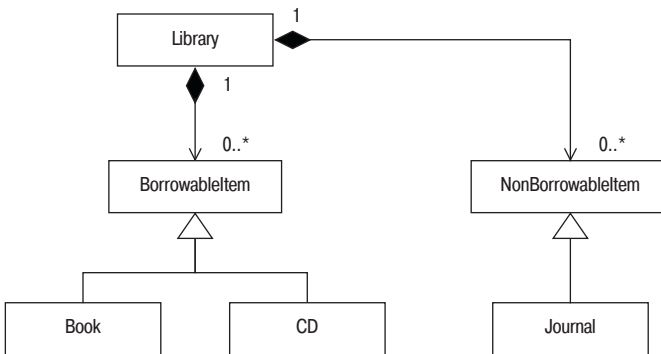 1
Library
1
0..*
0..*
BorrowableItem
NonBorrowableItem
Book
CD
Journal